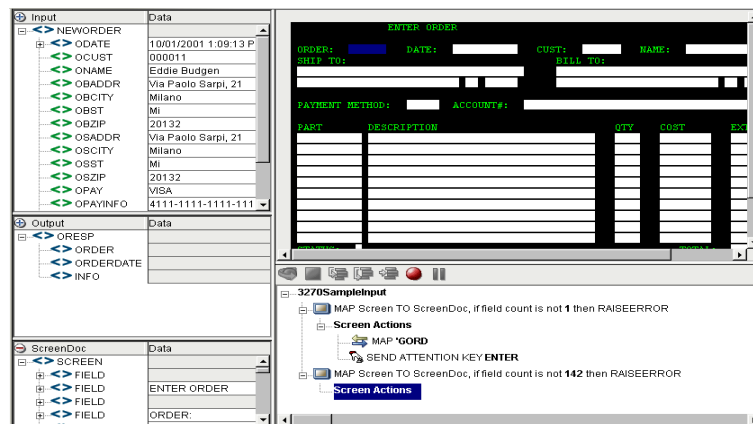 Input Data
NEWORDER
ODATE 10/01/2001 1:09:13 P
OCUST 000011
ONAME Eddie Budgen
OBADDR Via Paolo Sarpi, 21
OBCITY Milano
OBST Mi
OBZIP 20132
OSADDR Via Paolo Sarpi, 21
OSCITY Milano
OSST Mi
OSZIP 20132
OPAY VISA
OPAYINFO 4111-1111-1111-111
Output Data
ORESP
ORDER
ORDERDATE
INFO
ScreenDoc Data
SCREEN
FIELD
FIELD ENTER ORDER
FIELD
FIELD ORDER:
ENTER ORDER
ORDER: DATE: CUST: NAME:
SHIP TO: BILL TO:
PAYMENT METHOD: ACCOUNT#:
PART DESCRIPTION QTY COST EXT
STATUS: TOTAL:
3270SampleInput
MAP Screen TO ScreenDoc, if field count is not 1 then RAISEERROR
Screen Actions
MAP 'GORD
SEND ATTENTION KEY ENTER
MAP Screen TO ScreenDoc, if field count is not 142 then RAISEERROR
Screen Actions